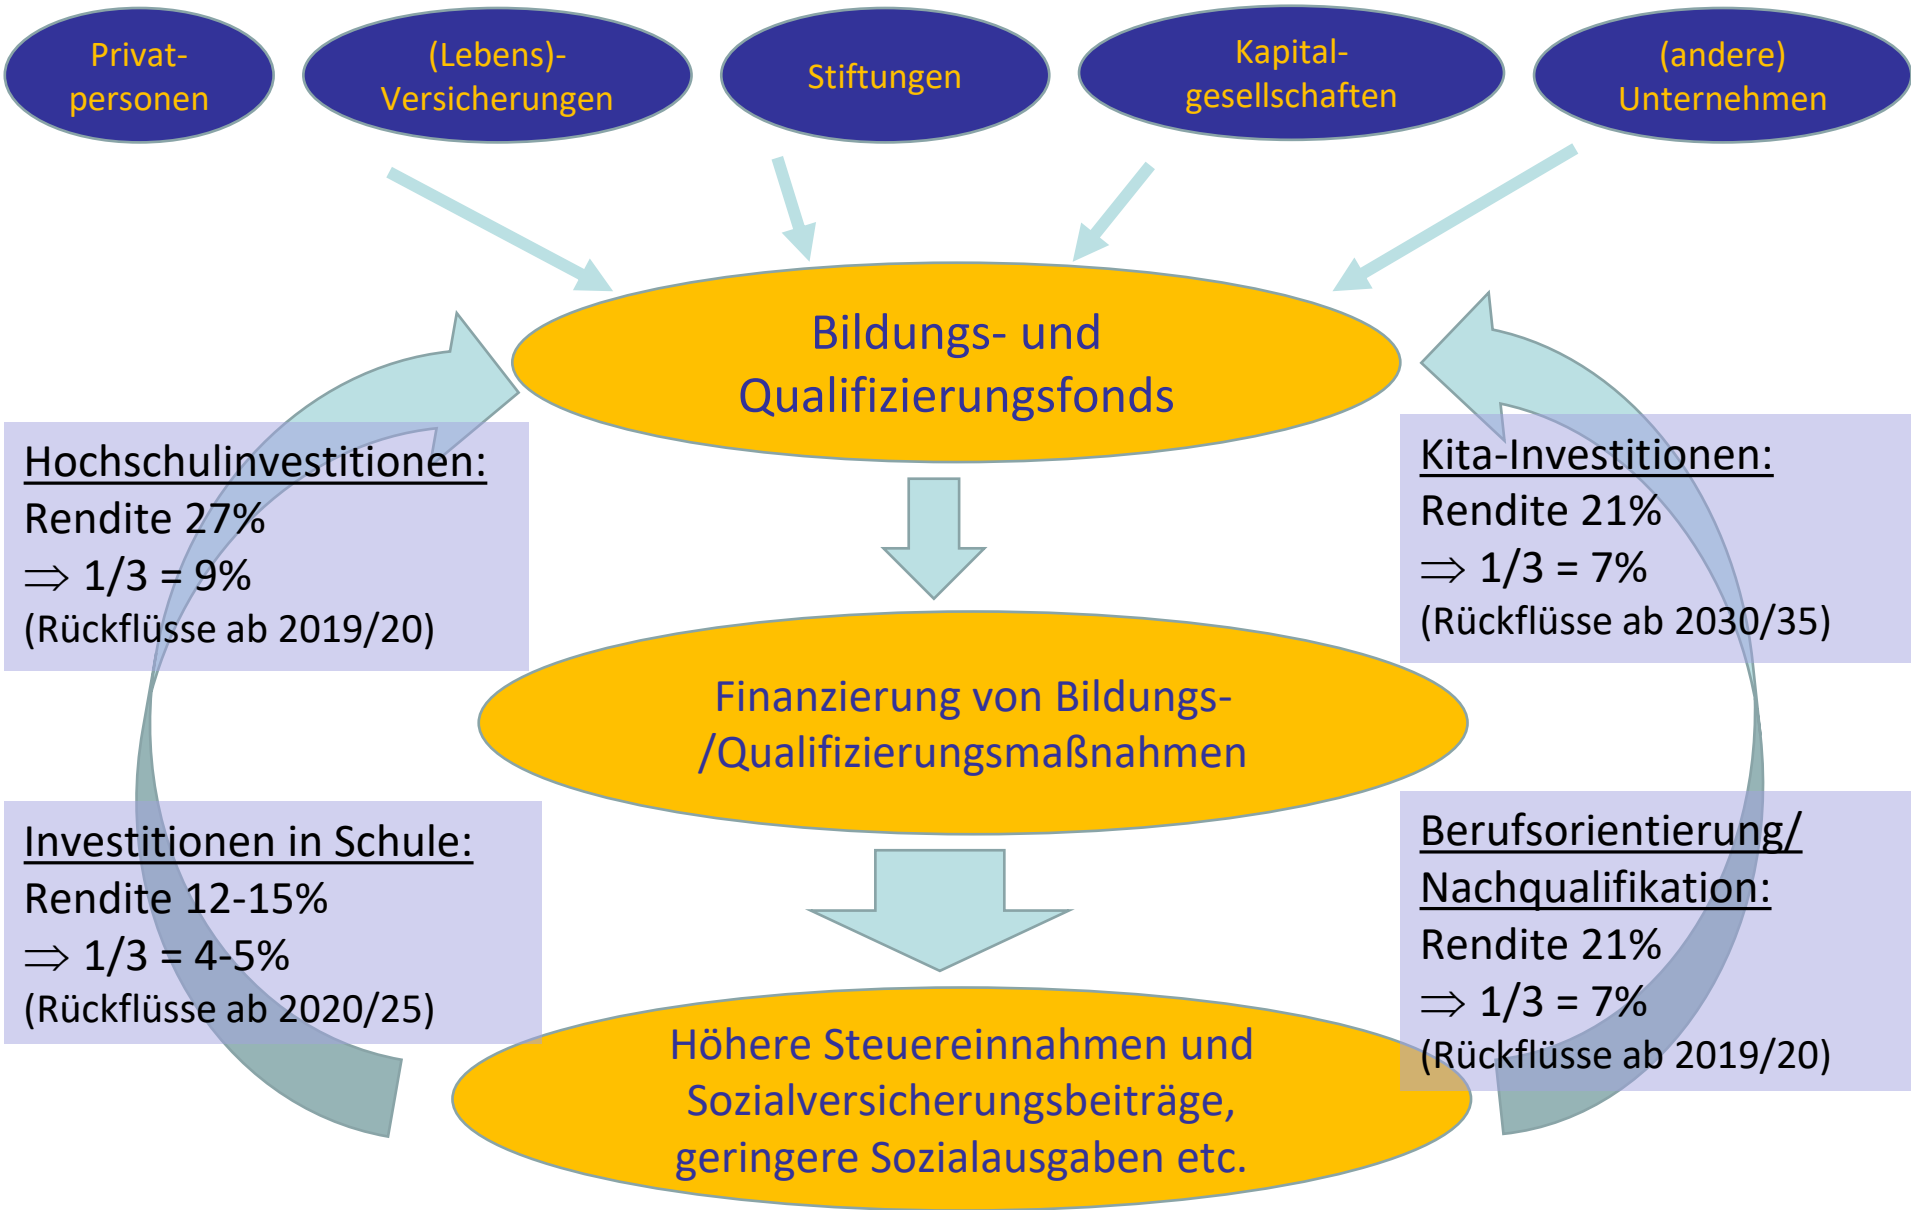 Privat-
personen
(Lebens)-
Versicherungen
Stiftungen
Kapital-
gesellschaften
(andere)
Unternehmen
Bildungs- und
Qualifizierungsfonds
Hochschulinvestitionen:
Rendite 27%
⇒ 1/3 = 9%
(Rückflüsse ab 2019/20)
Kita-Investitionen:
Rendite 21%
⇒ 1/3 = 7%
(Rückflüsse ab 2030/35)
Finanzierung von Bildungs-
/Qualifizierungsmaßnahmen
Investitionen in Schule:
Rendite 12-15%
⇒ 1/3 = 4-5%
(Rückflüsse ab 2020/25)
Berufsorientierung/
Nachqualifikation:
Rendite 21%
⇒ 1/3 = 7%
(Rückflüsse ab 2019/20)
Höhere Steuereinnahmen und
Sozialversicherungsbeiträge,
geringere Sozialausgaben etc.